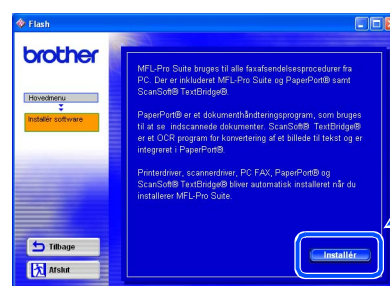 Flash
brother
Hovedmenu
Installér software
MFL-Pro Suite bruges til alle faxafsendelsesprocedurer fra
PC. Der er inkluderet MFL-Pro Suite og PaperPort® samt
ScanSoft® TextBridge®.
PaperPort® er et dokumenthåndteringsprogram, som bruges
til at se indscannede dokumenter. ScanSoft® TextBridge®
er et OCR program for konvertering af et billede til tekst og er
integreret i PaperPort®.
Printerdriver, scannerdriver, PC FAX, PaperPort® og
ScanSoft® TextBridge® bliver automatisk installeret når du
installerer MFL-Pro Suite.
Tilbage
Afslut
Installér